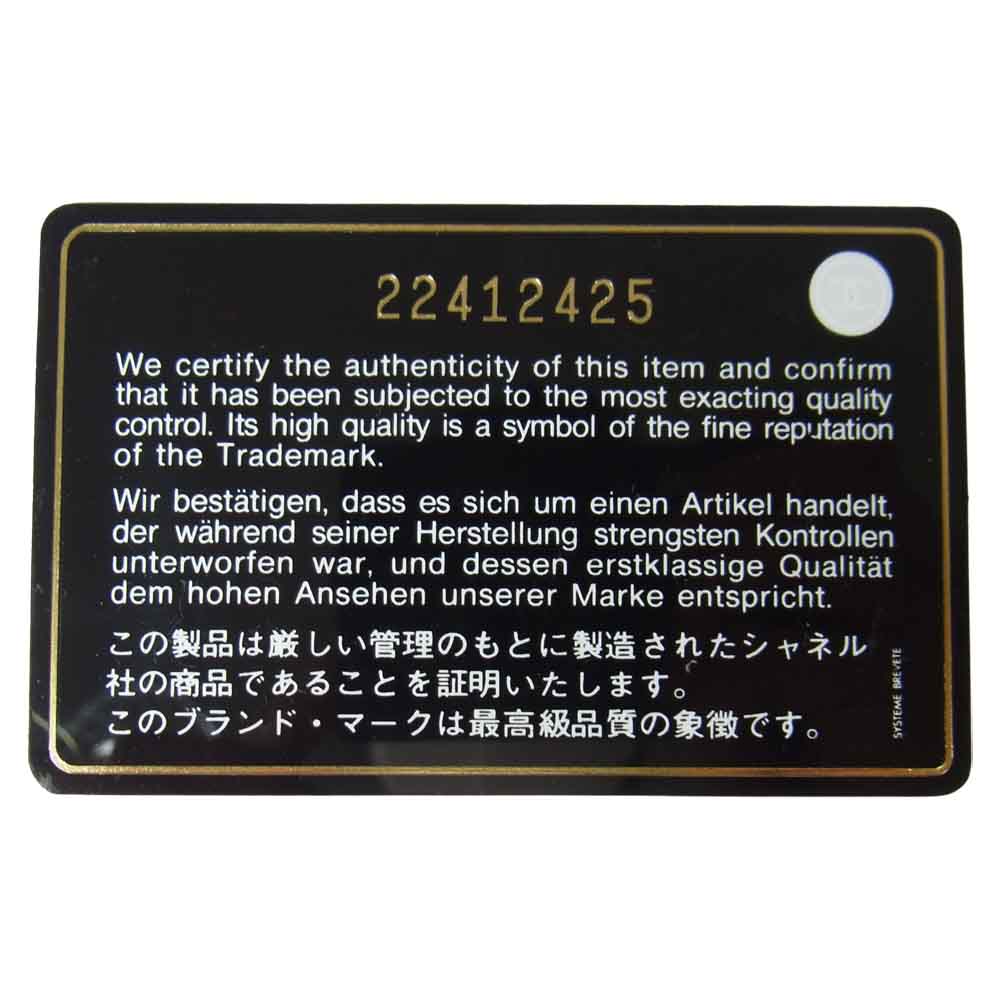 22412425
We certify the authenticity of this item and confirm
that it has been subjected to the most exacting quality
control. Its high quality is a symbol of the fine reputation
of the Trademark.
Wir bestätigen, dass es sich um einen Artikel handelt,
der während seiner Herstellung strengsten Kontrollen
unterworfen war, und dessen erstklassige Qualität
dem hohen Ansehen unserer Marke entspricht.
この製品は厳しい管理のもとに製造されたシャネル
社の商品であることを証明いたします。
このブランド・マークは最高級品質の象徴です。
SYSTEME BREVETE